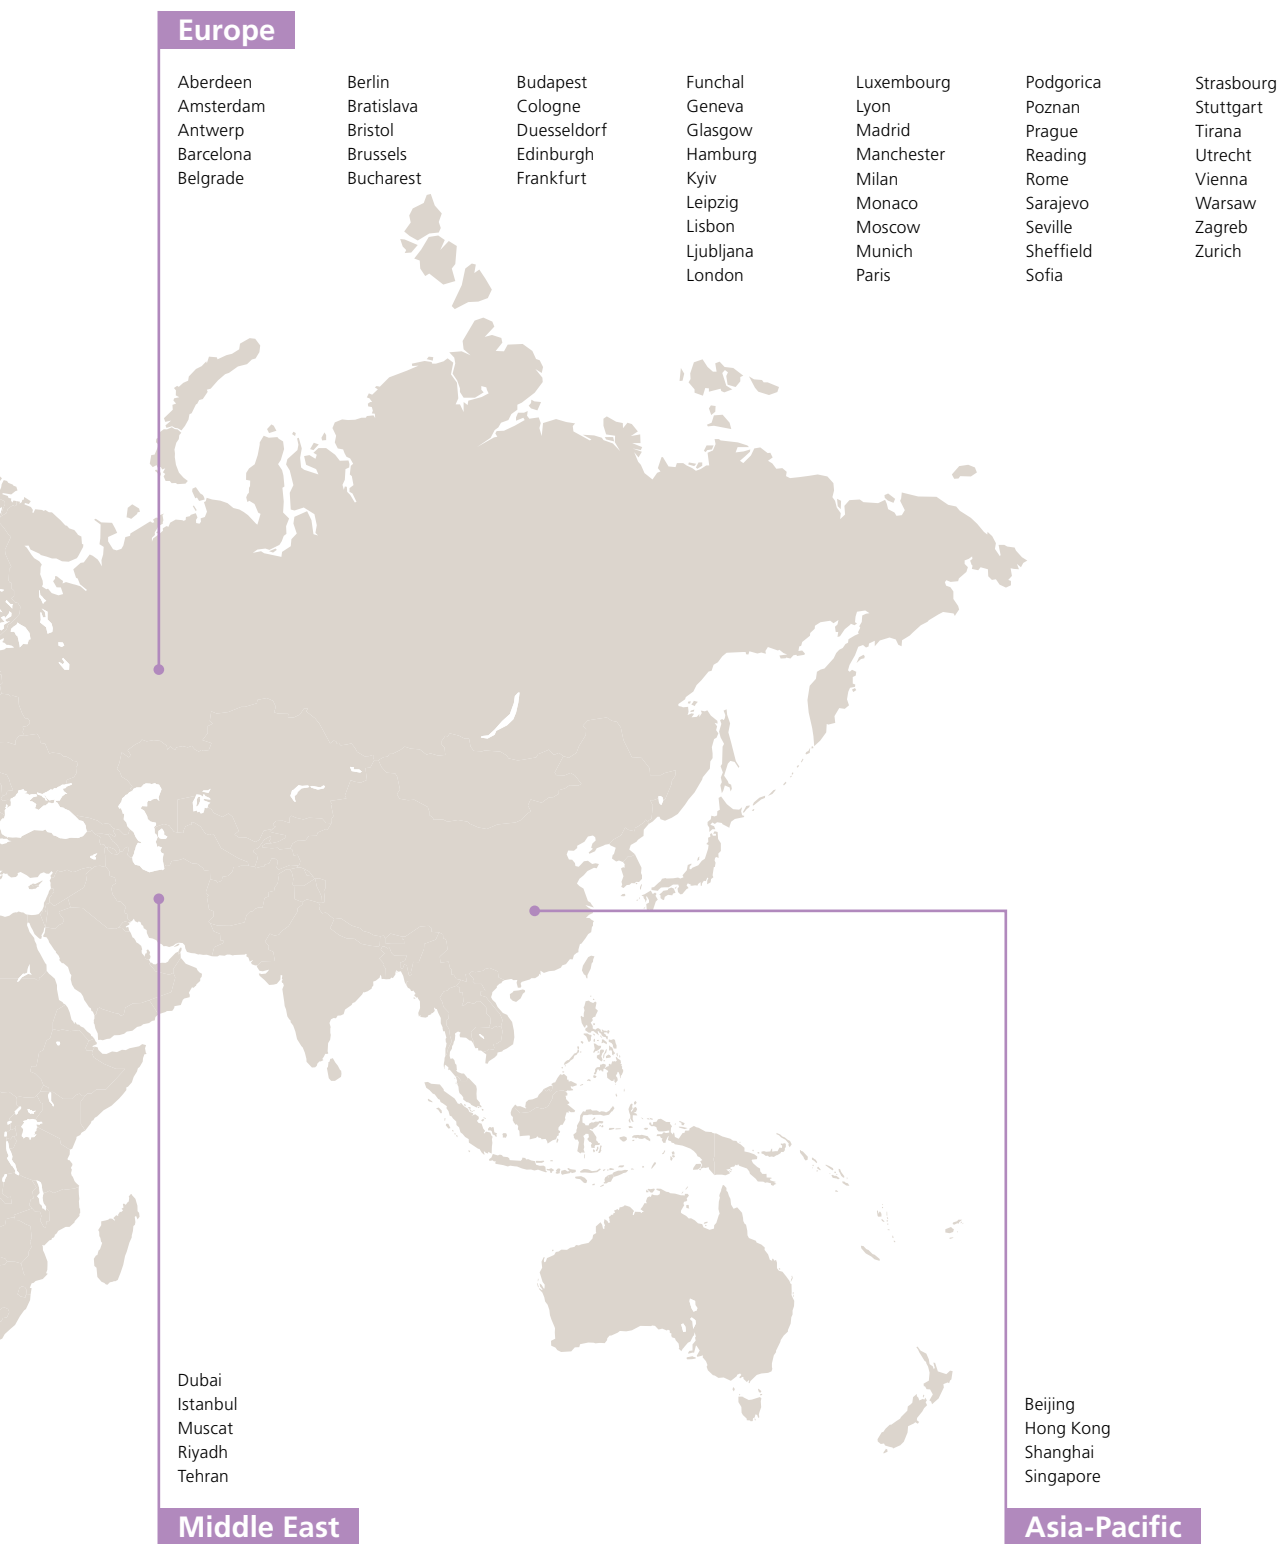 Europe
Aberdeen
Amsterdam
Antwerp
Barcelona
Belgrade
Berlin
Bratislava
Bristol
Brussels
Bucharest
Budapest
Cologne
Duesseldorf
Edinburgh
Frankfurt
Funchal
Geneva
Glasgow
Hamburg
Kyiv
Leipzig
Lisbon
Ljubljana
London
Luxembourg
Lyon
Madrid
Manchester
Milan
Monaco
Moscow
Munich
Paris
Podgorica
Poznan
Prague
Reading
Rome
Sarajevo
Seville
Sheffield
Sofia
Strasbourg
Stuttgart
Tirana
Utrecht
Vienna
Warsaw
Zagreb
Zurich
Dubai
Istanbul
Muscat
Riyadh
Tehran
Middle East
Beijing
Hong Kong
Shanghai
Singapore
Asia-Pacific